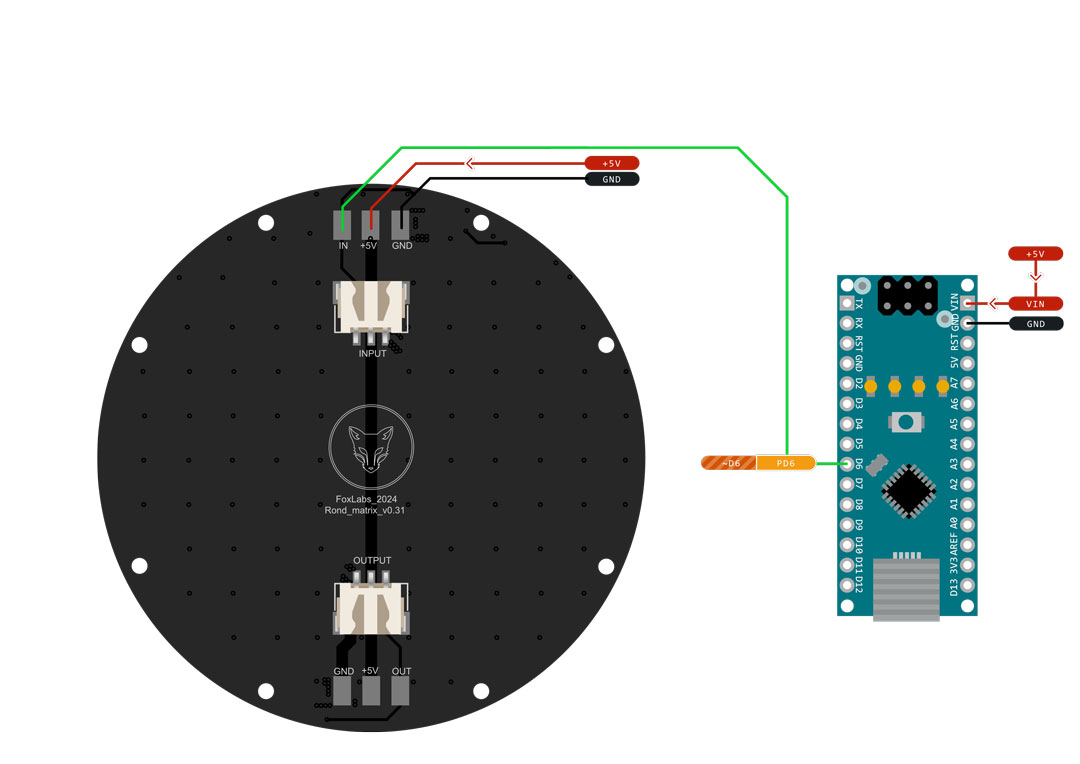 +5V
GND
IN
+5V
GND
INPUT
FoxLabs_2024
Rond_matrix_v0.31
OUTPUT
GND
+5V
OUT
~D6
PD6
+5V
VIN
GND
TX
RX
RST
GND
D2
D3
D4
D5
D6
D7
D8
D9
D10
D11
D12
VIN
GND
RST
5V
A7
A6
A5
A4
A3
A2
A1
A0
AREF
3V3
D13